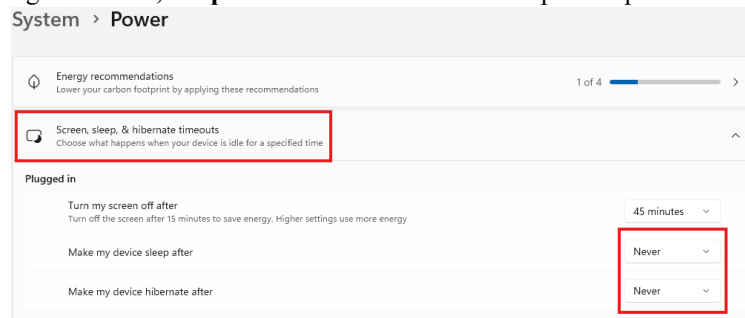 System > Power
Energy recommendations
Lower your carbon footprint by applying these recommendations
1 of 4
Screen, sleep, & hibernate timeouts
Choose what happens when your device is idle for a specified time
Plugged in
Turn my screen off after
Turn off the screen after 15 minutes to save energy. Higher settings use more energy
45 minutes
Make my device sleep after
Never
Make my device hibernate after
Never